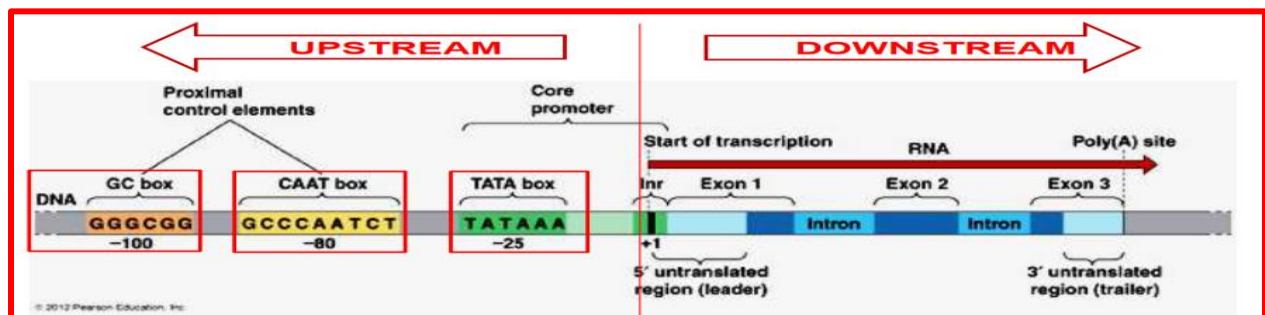 UPSTREAM
DOWNSTREAM
Proximal
control elements
Core
promoter
Start of transcription
RNA
Poly(A) site
DNA
GC box
CAAT box
TATA box
Inr
Exon 1
Exon 2
Exon 3
GGGCGG
GCCCAATCT
TATAAA
Intron
Intron
−100
−80
−25
+1
5′ untranslated
region (leader)
3′ untranslated
region (trailer)
© 2012 Pearson Education, Inc.